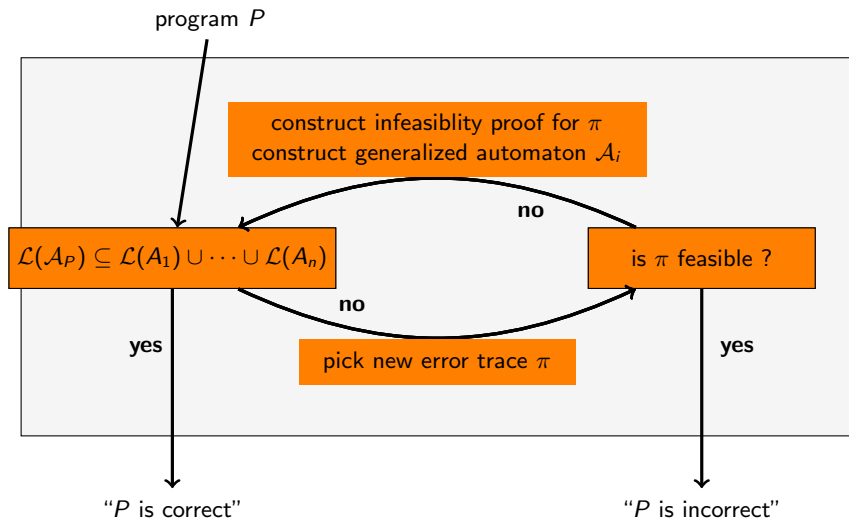 program P
construct infeasiblity proof for π
construct generalized automaton 𝒜ᵢ
no
ℒ(𝒜_P) ⊆ ℒ(A₁) ∪ ⋯ ∪ ℒ(Aₙ)
is π feasible ?
no
yes
yes
pick new error trace π
“P is correct”
“P is incorrect”